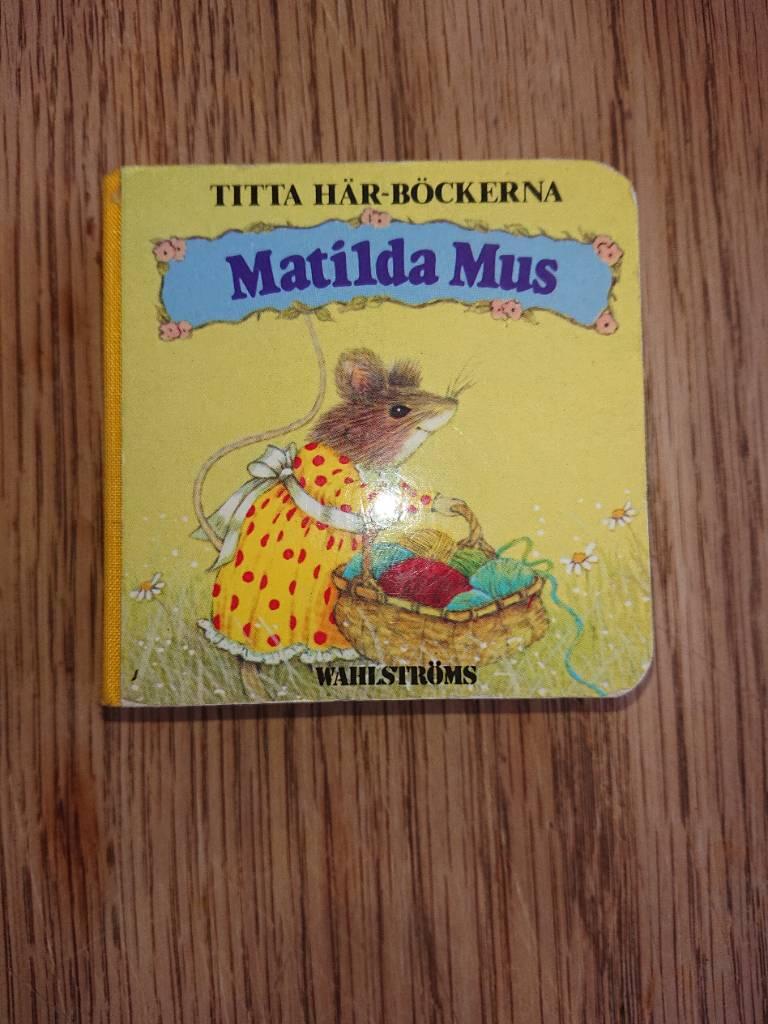 TITTA HÄR-BÖCKERNA
Matilda Mus
WAHLSTRÖMS